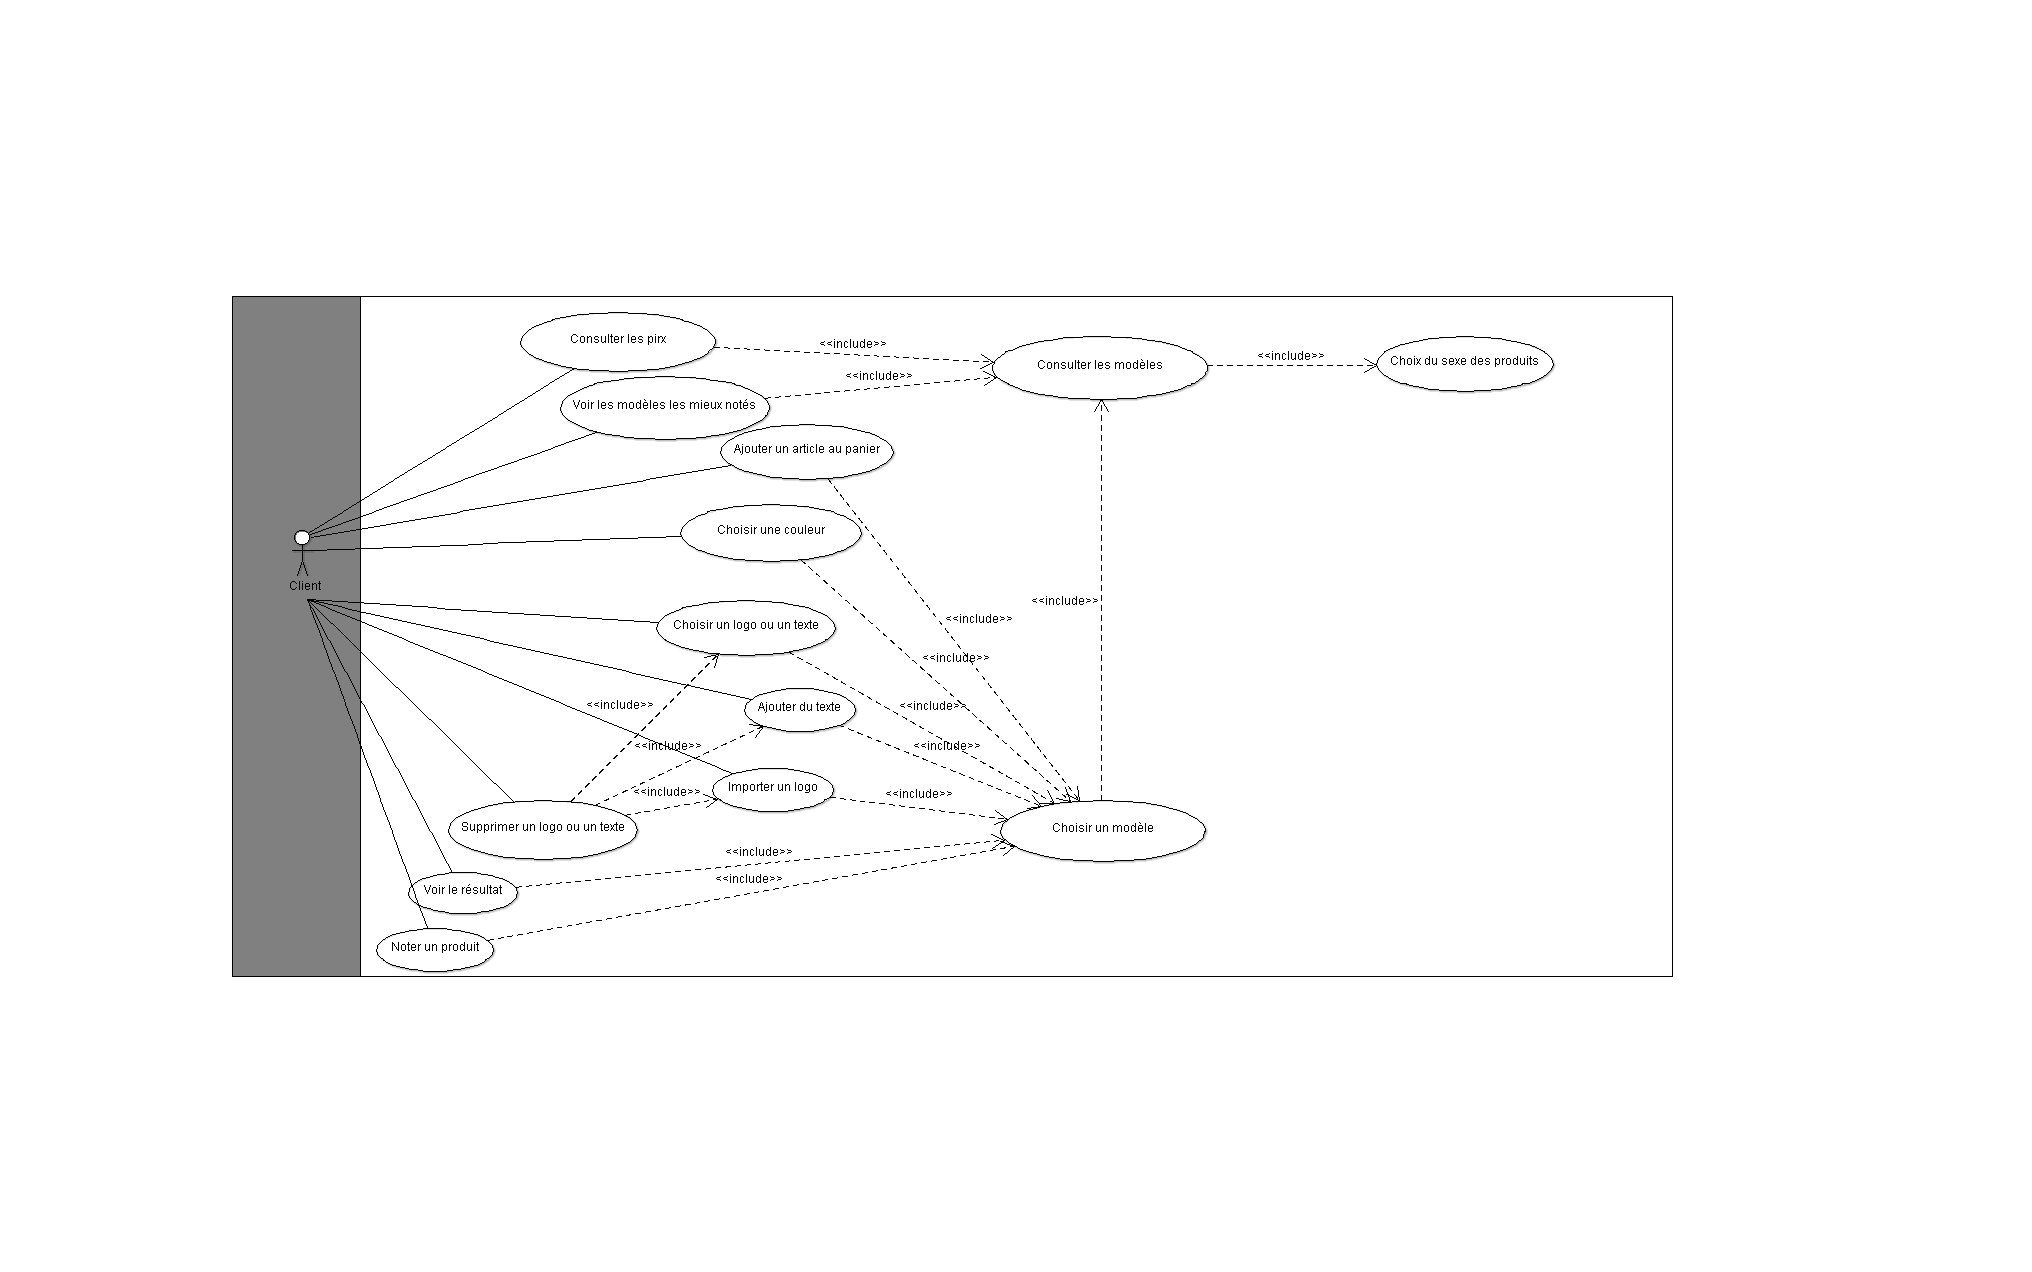 Consulter les pirx
<<include>>
Consulter les modèles
<<include>>
Choix du sexe des produits
<<include>>
Voir les modèles les mieux notés
Ajouter un article au panier
Choisir une couleur
Client
<<include>>
<<include>>
Choisir un logo ou un texte
<<include>>
<<include>>
<<include>>
Ajouter du texte
<<include>>
<<include>>
Importer un logo
<<include>>
<<include>>
Supprimer un logo ou un texte
Choisir un modèle
<<include>>
<<include>>
Voir le résultat
Noter un produit